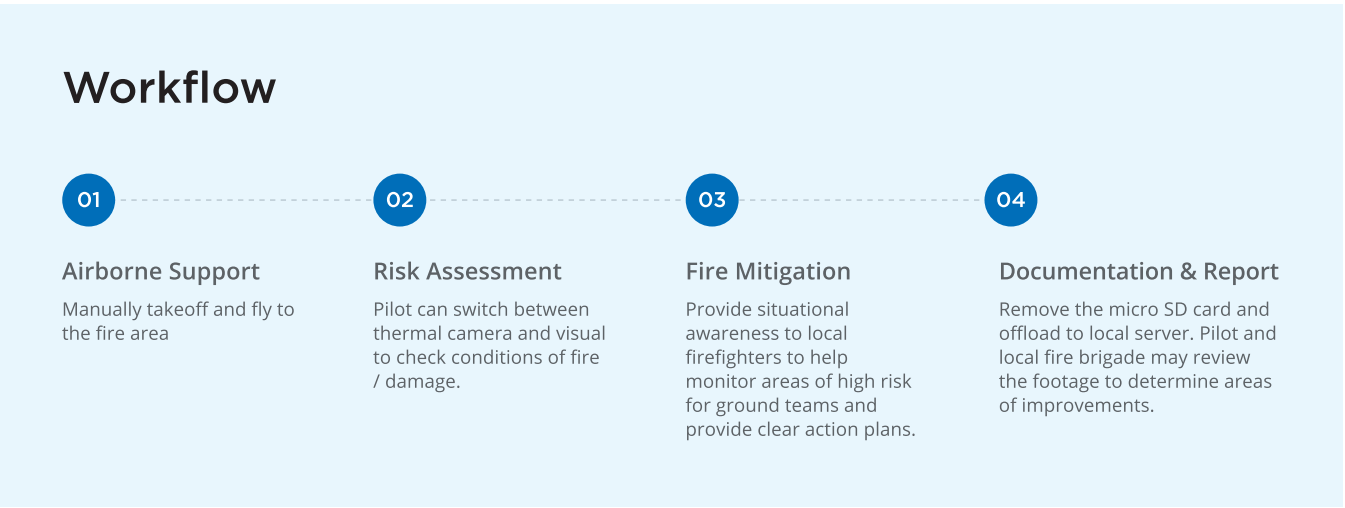 Workflow
01
02
03
04
Airborne Support
Manually takeoff and fly to
the fire area
Risk Assessment
Pilot can switch between
thermal camera and visual
to check conditions of fire
/ damage.
Fire Mitigation
Provide situational
awareness to local
firefighters to help
monitor areas of high risk
for ground teams and
provide clear action plans.
Documentation & Report
Remove the micro SD card and
offload to local server. Pilot and
local fire brigade may review
the footage to determine areas
of improvements.